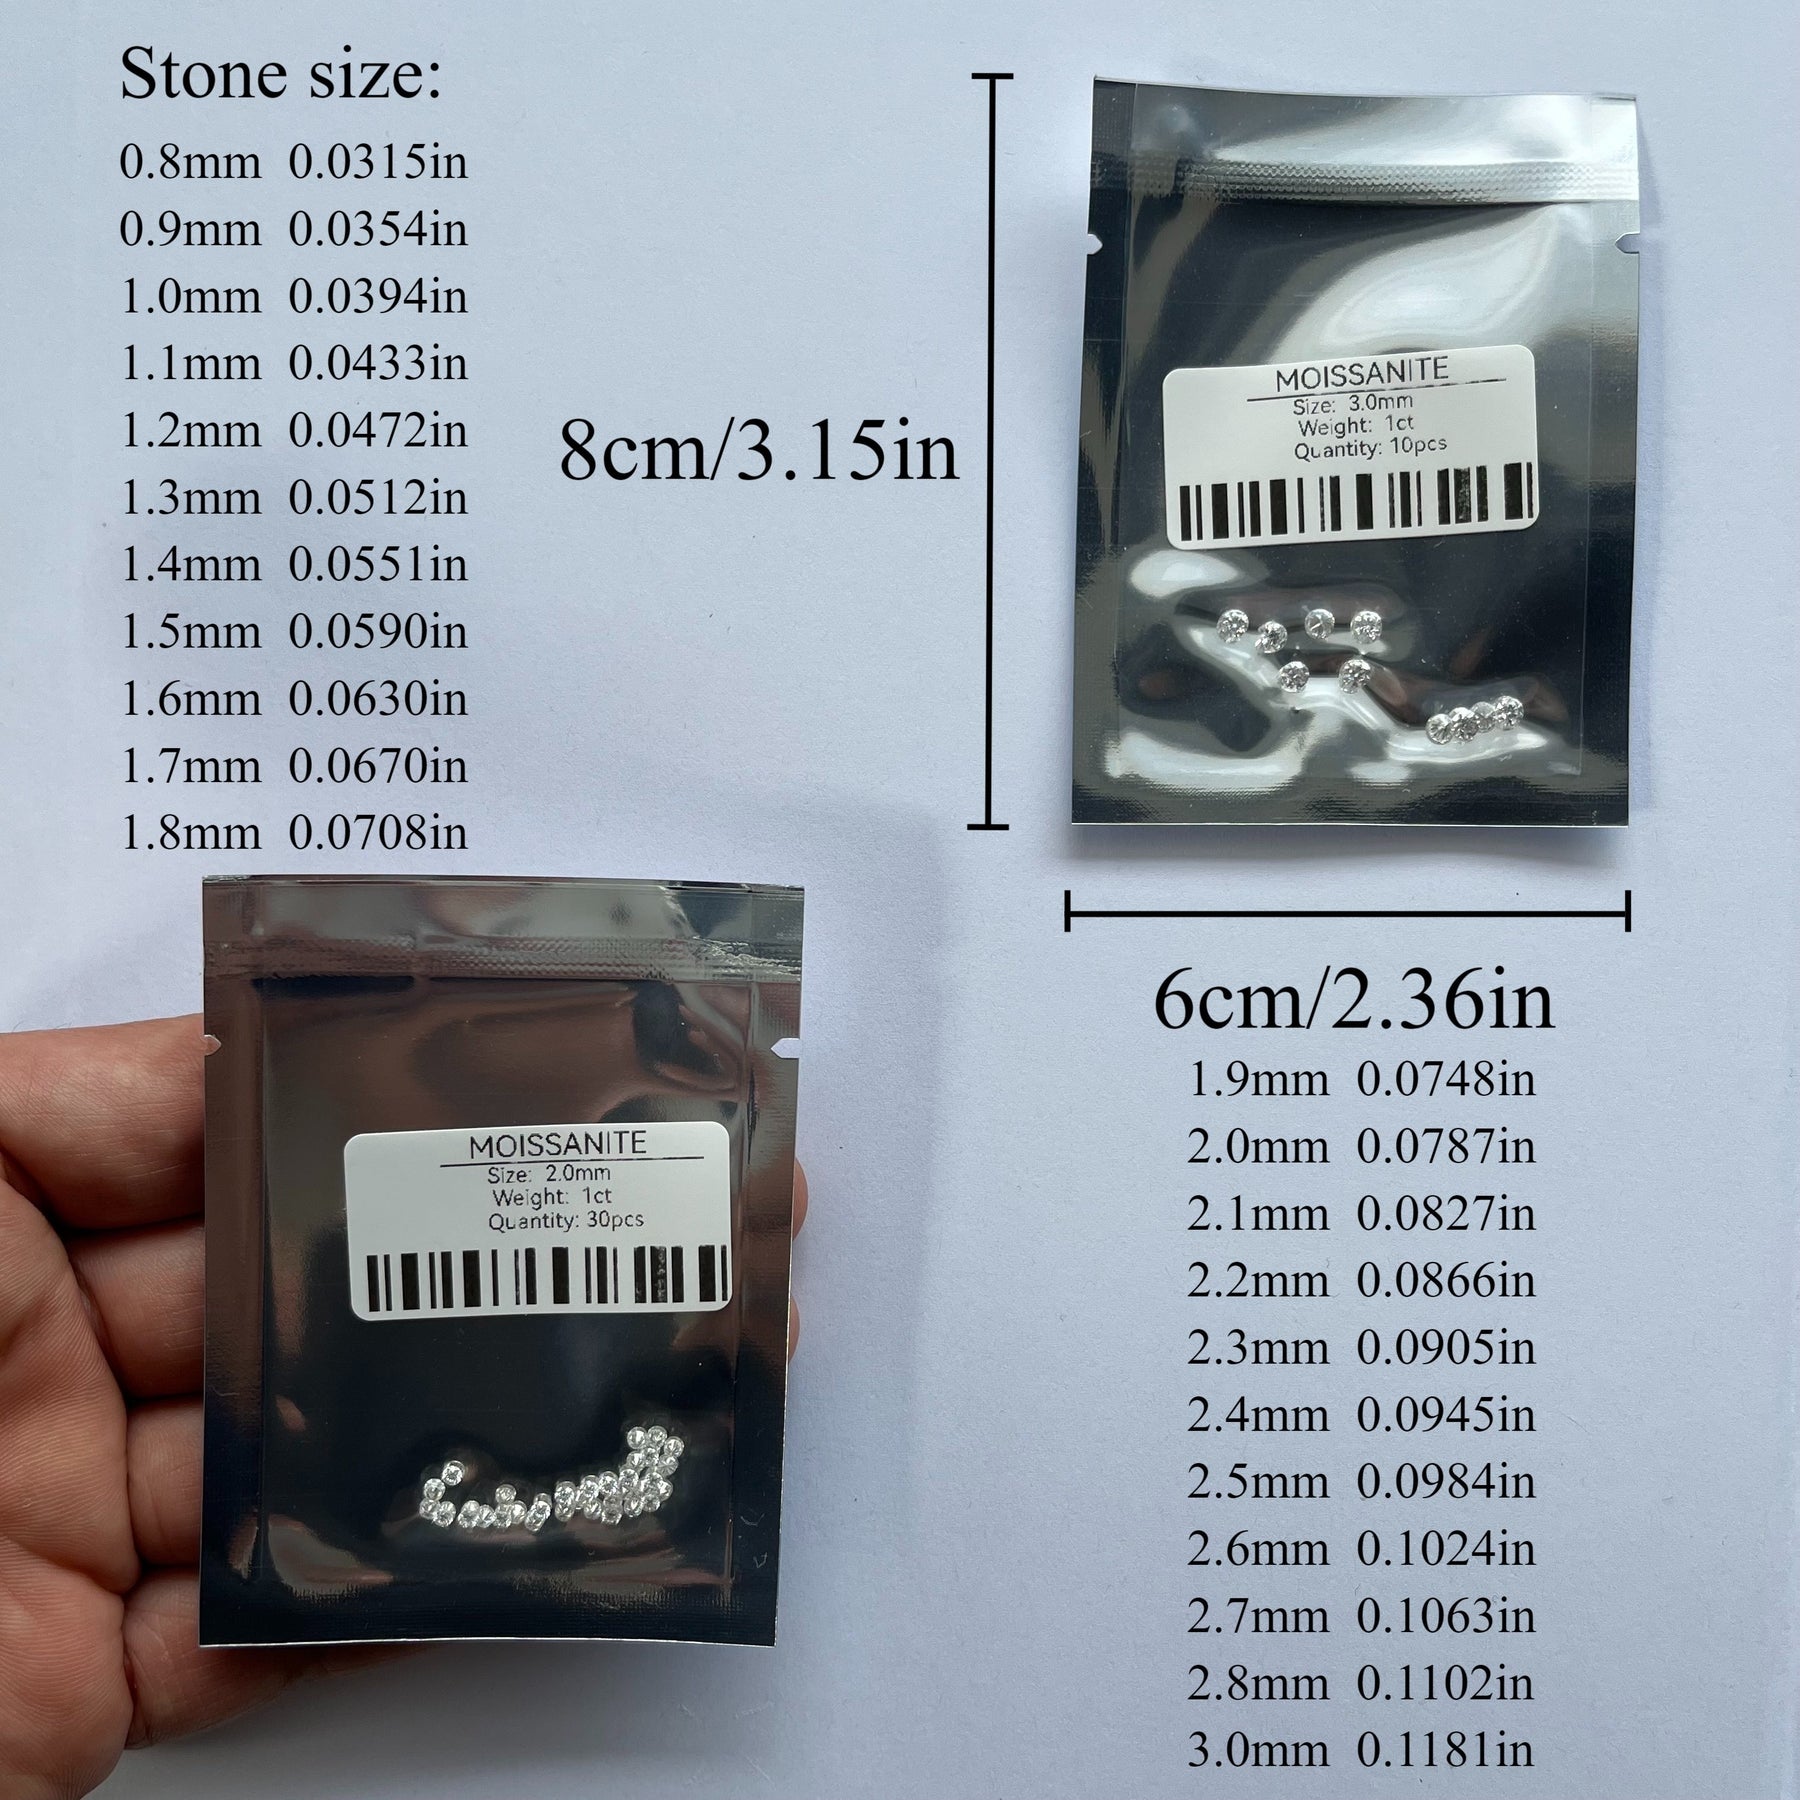 Stone size:
0.8mm 0.0315in
0.9mm 0.0354in
1.0mm 0.0394in
1.1mm 0.0433in
1.2mm 0.0472in
1.3mm 0.0512in
1.4mm 0.0551in
1.5mm 0.0590in
1.6mm 0.0630in
1.7mm 0.0670in
1.8mm 0.0708in
8cm/3.15in
MOISSANITE
Size: 3.0mm
Weight: 1ct
Quantity: 10pcs
6cm/2.36in
1.9mm 0.0748in
2.0mm 0.0787in
2.1mm 0.0827in
2.2mm 0.0866in
2.3mm 0.0905in
2.4mm 0.0945in
2.5mm 0.0984in
2.6mm 0.1024in
2.7mm 0.1063in
2.8mm 0.1102in
3.0mm 0.1181in
MOISSANITE
Size: 2.0mm
Weight: 1ct
Quantity: 30pcs